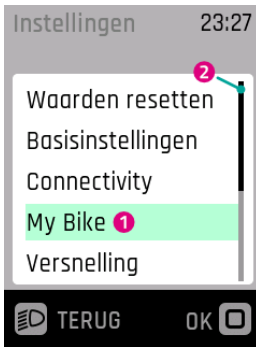 Instellingen 23:27
2
Waarden resetten
Basisinstellingen
Connectivity
My Bike 1
Versnelling
TERUG OK